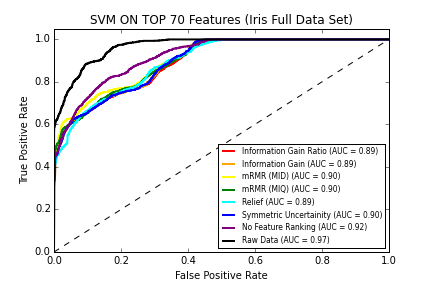 SVM ON TOP 70 Features (Iris Full Data Set)
1.0
0.8
0.6
0.4
0.2
0.0
True Positive Rate
Information Gain Ratio (AUC = 0.89)
Information Gain (AUC = 0.89)
mRMR (MID) (AUC = 0.90)
mRMR (MIQ) (AUC = 0.90)
Relief (AUC = 0.89)
Symmetric Uncertainity (AUC = 0.90)
No Feature Ranking (AUC = 0.92)
Raw Data (AUC = 0.97)
0.0 0.2 0.4 0.6 0.8 1.0
False Positive Rate